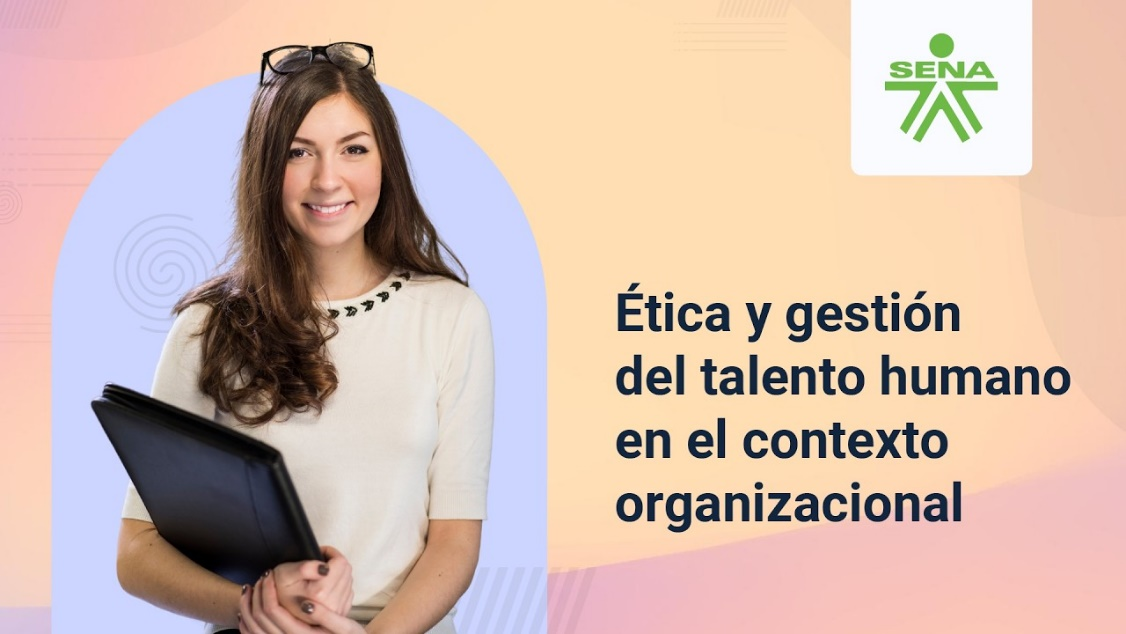 SENA
Ética y gestión
del talento humano
en el contexto
organizacional